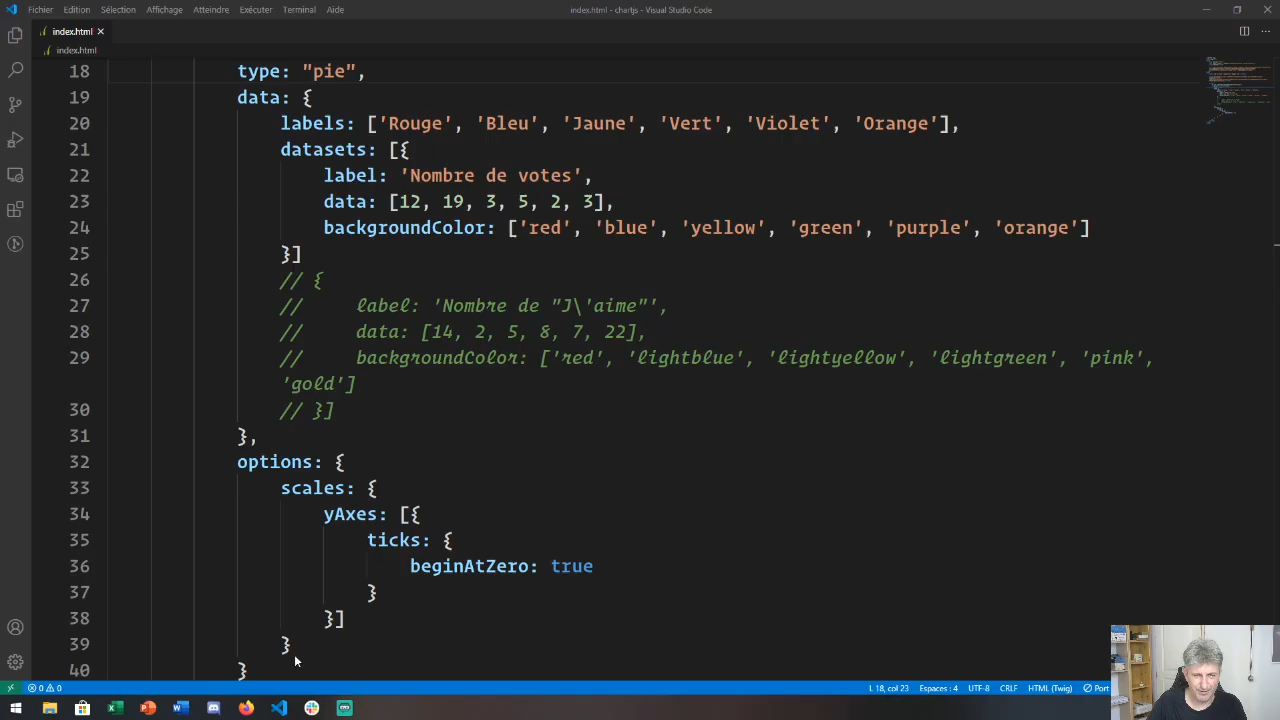 Fichier Edition Sélection Affichage Atteindre Exécuter Terminal Aide
index.html - chartjs - Visual Studio Code
index.html
index.html
18 type: "pie",
19 data: {
20 labels: ['Rouge', 'Bleu', 'Jaune', 'Vert', 'Violet', 'Orange'],
21 datasets: [{
22 label: 'Nombre de votes',
23 data: [12, 19, 3, 5, 2, 3],
24 backgroundColor: ['red', 'blue', 'yellow', 'green', 'purple', 'orange']
25 }]
26 // {
27 // label: 'Nombre de "J\'aime"',
28 // data: [14, 2, 5, 8, 7, 22],
29 // backgroundColor: ['red', 'lightblue', 'lightyellow', 'lightgreen', 'pink',
'gold']
30 // }]
31 },
32 options: {
33 scales: {
34 yAxes: [{
35 ticks: {
36 beginAtZero: true
37 }
38 }]
39 }
40 }
0 0
L 18, col 23 Espaces : 4 UTF-8 CRLF HTML (Twig) Port